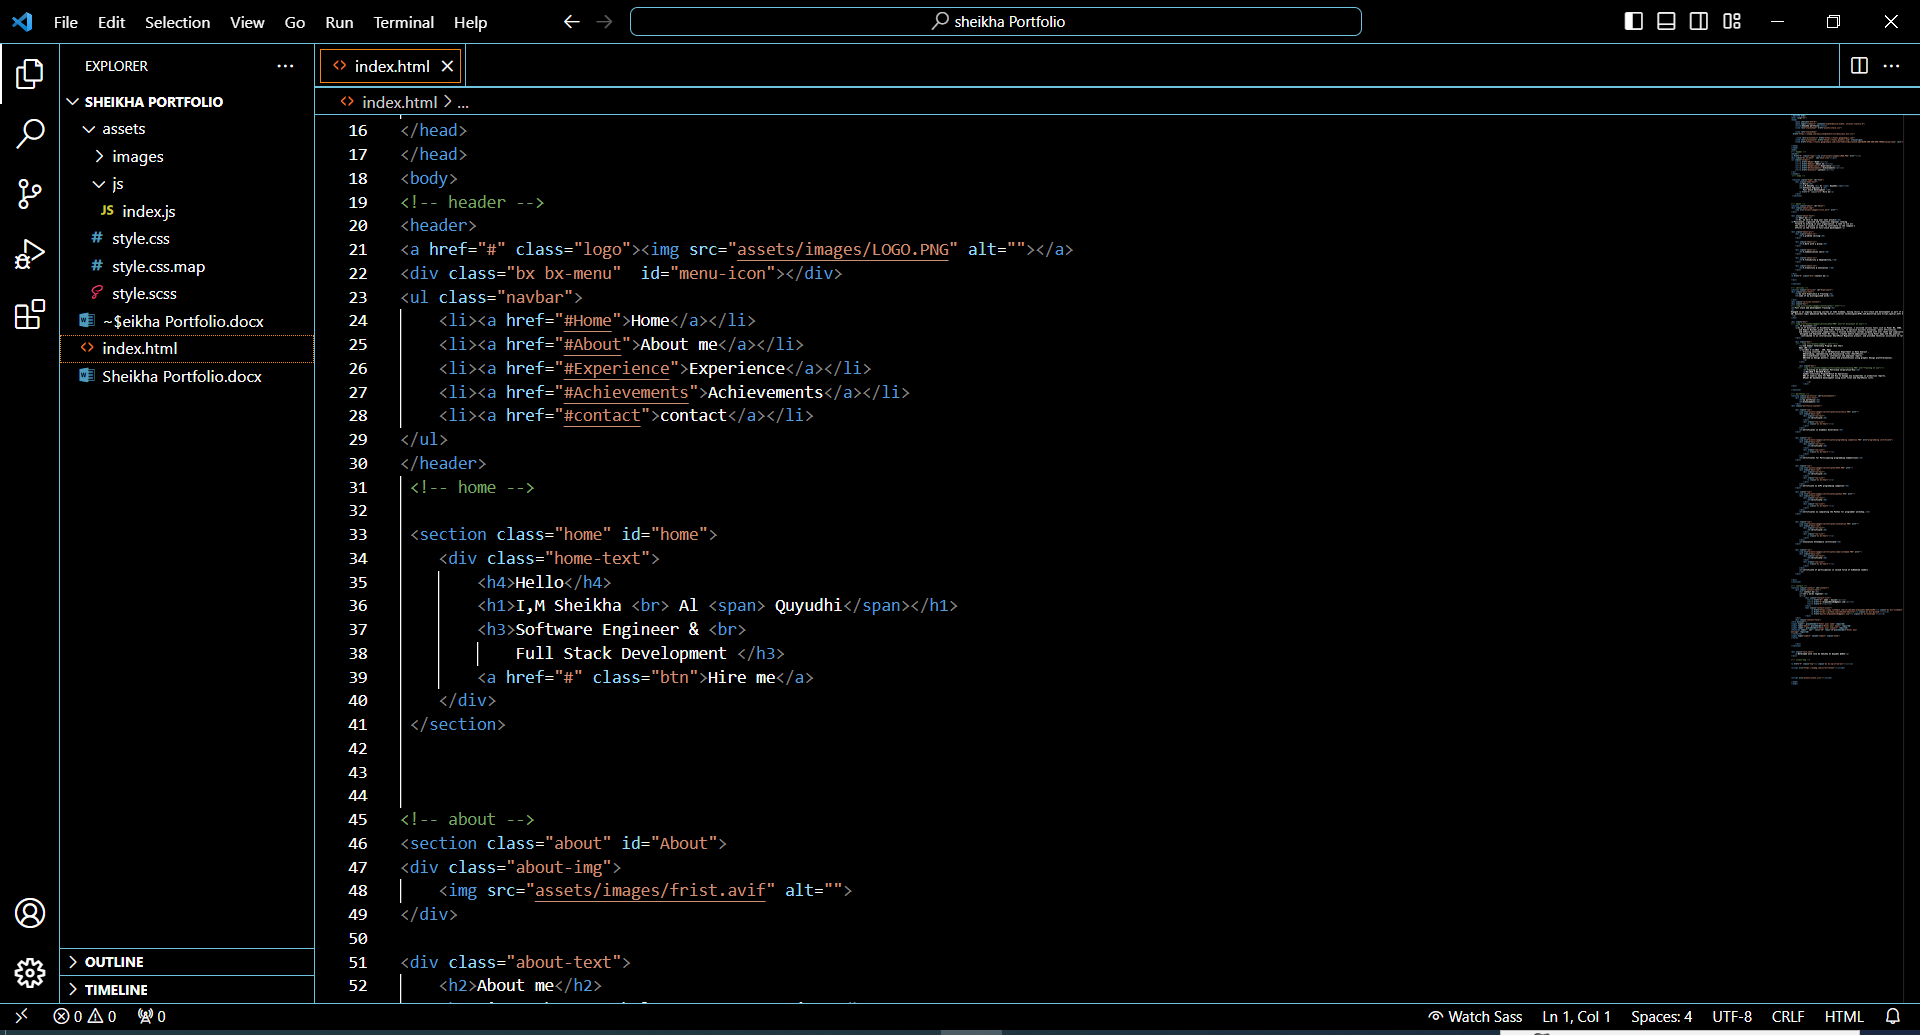 File Edit Selection View Go Run Terminal Help
sheikha Portfolio
EXPLORER
SHEIKHA PORTFOLIO
assets
images
js
JS index.js
# style.css
# style.css.map
style.scss
~$eikha Portfolio.docx
index.html
Sheikha Portfolio.docx
OUTLINE
TIMELINE
index.html
index.html > ...
16 </head>
17 </head>
18 <body>
19 <!-- header -->
20 <header>
21 <a href="#" class="logo"><img src="assets/images/LOGO.PNG" alt=""></a>
22 <div class="bx bx-menu"  id="menu-icon"></div>
23 <ul class="navbar">
24     <li><a href="#Home">Home</a></li>
25     <li><a href="#About">About me</a></li>
26     <li><a href="#Experience">Experience</a></li>
27     <li><a href="#Achievements">Achievements</a></li>
28     <li><a href="#contact">contact</a></li>
29 </ul>
30 </header>
31  <!-- home -->
32
33  <section class="home" id="home">
34     <div class="home-text">
35         <h4>Hello</h4>
36         <h1>I,M Sheikha <br> Al <span> Quyudhi</span></h1>
37         <h3>Software Engineer & <br>
38             Full Stack Development </h3>
39         <a href="#" class="btn">Hire me</a>
40     </div>
41  </section>
42
43
44
45 <!-- about -->
46 <section class="about" id="About">
47 <div class="about-img">
48     <img src="assets/images/frist.avif" alt="">
49 </div>
50
51 <div class="about-text">
52     <h2>About me</h2>
0 0 0
Watch Sass Ln 1, Col 1 Spaces: 4 UTF-8 CRLF HTML